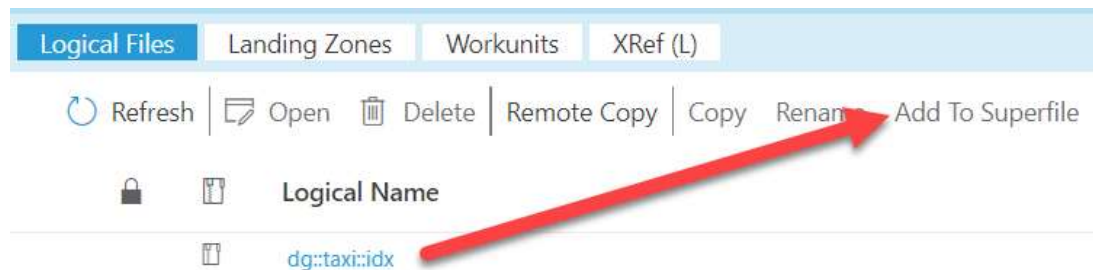 Logical Files Landing Zones Workunits XRef (L)
Refresh Open Delete Remote Copy Copy Rename Add To Superfile
Logical Name
dg::taxi::idx